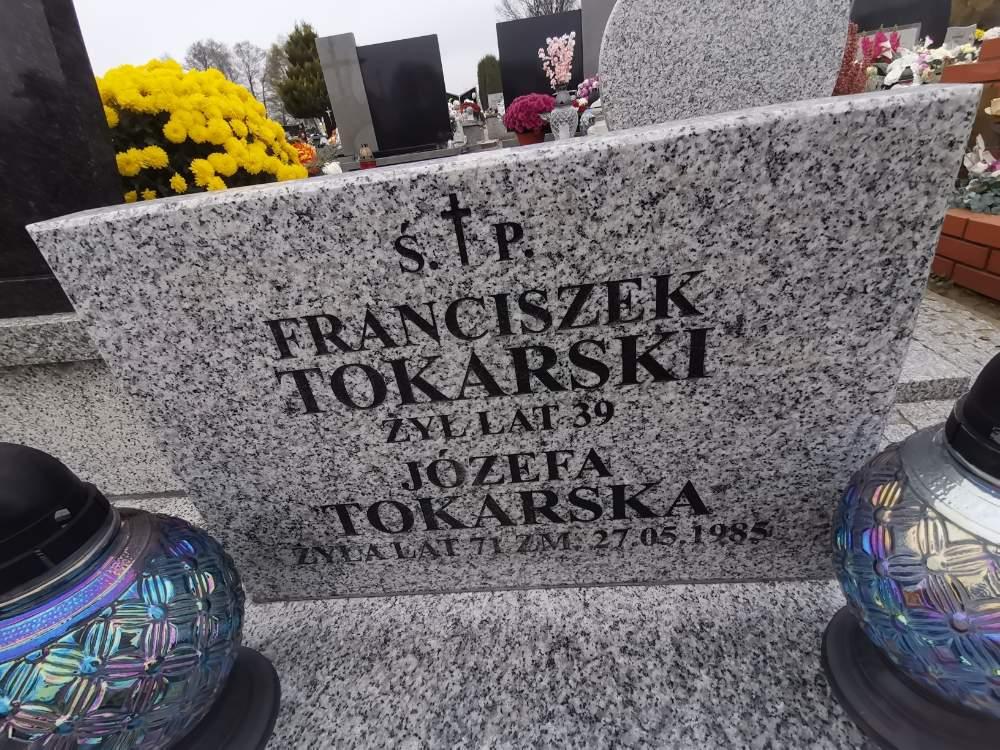 Ś. P.
FRANCISZEK
TOKARSKI
ŻYŁ LAT 39
JÓZEFA
TOKARSKA
ŻYŁA LAT 71 ZM. 27.05.1985